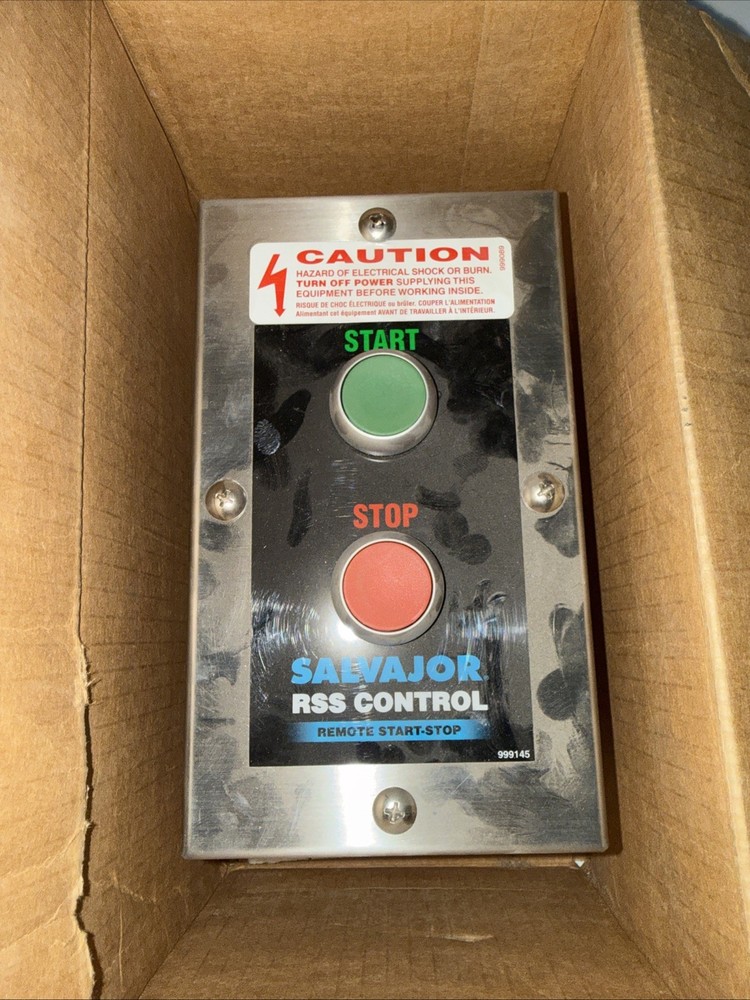 CAUTION
HAZARD OF ELECTRICAL SHOCK OR BURN.
TURN OFF POWER SUPPLYING THIS
EQUIPMENT BEFORE WORKING INSIDE.
RISQUE DE CHOC ÉLECTRIQUE ou brûler. COUPER L'ALIMENTATION
Alimentant cet équipement AVANT DE TRAVAILLER À L'INTÉRIEUR.
999089
START
STOP
SALVAJOR®
RSS CONTROL
REMOTE START-STOP
999145